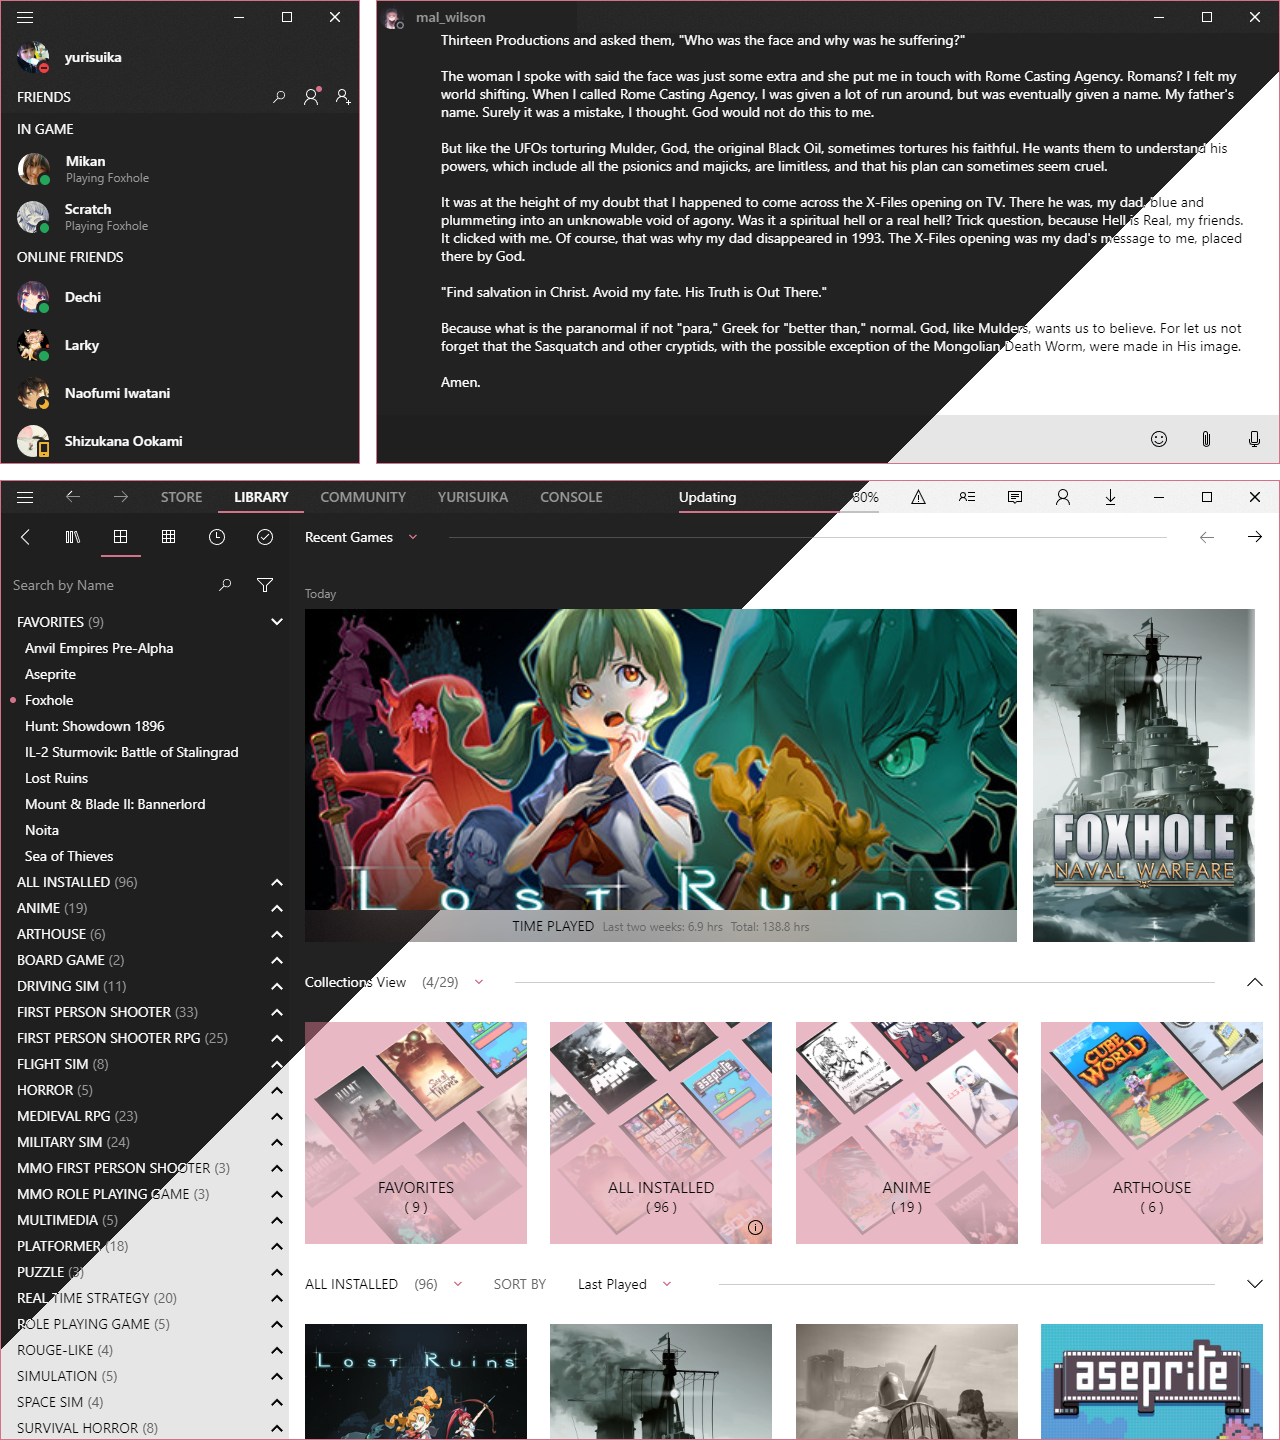 yurisuika
FRIENDS
IN GAME
Mikan
Playing Foxhole
Scratch
Playing Foxhole
ONLINE FRIENDS
Dechi
Larky
Naofumi Iwatani
Shizukana Ookami
mal_wilson
Thirteen Productions and asked them, "Who was the face and why was he suffering?"
The woman I spoke with said the face was just some extra and she put me in touch with Rome Casting Agency. Romans? I felt my
world shifting. When I called Rome Casting Agency, I was given a lot of run around, but was eventually given a name. My father's
name. Surely it was a mistake, I thought. God would not do this to me.
But like the UFOs torturing Mulder, God, the original Black Oil, sometimes tortures his faithful. He wants them to understand his
powers, which include all the psionics and majicks, are limitless, and that his plan can sometimes seem cruel.
It was at the height of my doubt that I happened to come across the X-Files opening on TV. There he was, my dad, blue and
plummeting into an unknowable void of agony. Was it a spiritual hell or a real hell? Trick question, because Hell is Real, my friends.
It clicked with me. Of course, that was why my dad disappeared in 1993. The X-Files opening was my dad's message to me, placed
there by God.
"Find salvation in Christ. Avoid my fate. His Truth is Out There."
Because what is the paranormal if not "para," Greek for "better than," normal. God, like Mulders, wants us to believe. For let us not
forget that the Sasquatch and other cryptids, with the possible exception of the Mongolian Death Worm, were made in His image.
Amen.
STORE LIBRARY COMMUNITY YURISUIKA CONSOLE Updating 80%
Search by Name
FAVORITES (9)
Anvil Empires Pre-Alpha
Aseprite
Foxhole
Hunt: Showdown 1896
IL-2 Sturmovik: Battle of Stalingrad
Lost Ruins
Mount & Blade II: Bannerlord
Noita
Sea of Thieves
ALL INSTALLED (96)
ANIME (19)
ARTHOUSE (6)
BOARD GAME (2)
DRIVING SIM (11)
FIRST PERSON SHOOTER (33)
FIRST PERSON SHOOTER RPG (25)
FLIGHT SIM (8)
HORROR (5)
MEDIEVAL RPG (23)
MILITARY SIM (24)
MMO FIRST PERSON SHOOTER (3)
MMO ROLE PLAYING GAME (3)
MULTIMEDIA (5)
PLATFORMER (18)
PUZZLE (3)
REAL TIME STRATEGY (20)
ROLE PLAYING GAME (5)
ROUGE-LIKE (4)
SIMULATION (5)
SPACE SIM (4)
SURVIVAL HORROR (8)
Recent Games
Today
Lost Ruins
TIME PLAYED Last two weeks: 6.9 hrs Total: 138.8 hrs
FOXHOLE
NAVAL WARFARE
Collections View (4/29)
HUNT
Sea of Thieves
FAVORITES
( 9 )
ARMA
aseprite
ALL INSTALLED
( 96 )
ANIME
( 19 )
CUBE WORLD
ARTHOUSE
( 6 )
ALL INSTALLED (96) SORT BY Last Played
Lost Ruins
aseprite